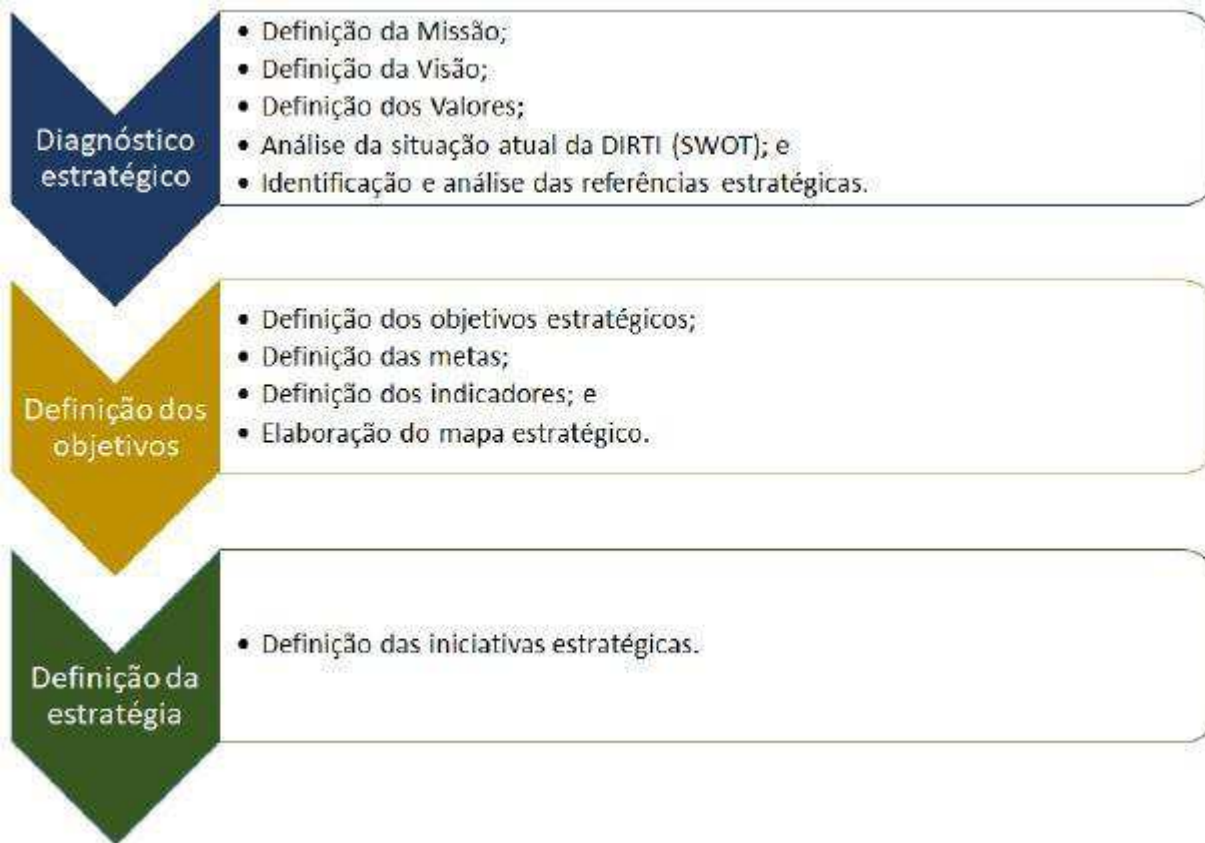 Diagnóstico
estratégico
• Definição da Missão;
• Definição da Visão;
• Definição dos Valores;
• Análise da situação atual da DIRTI (SWOT); e
• Identificação e análise das referências estratégicas.
Definição dos
objetivos
• Definição dos objetivos estratégicos;
• Definição das metas;
• Definição dos indicadores; e
• Elaboração do mapa estratégico.
Definição da
estratégia
• Definição das iniciativas estratégicas.